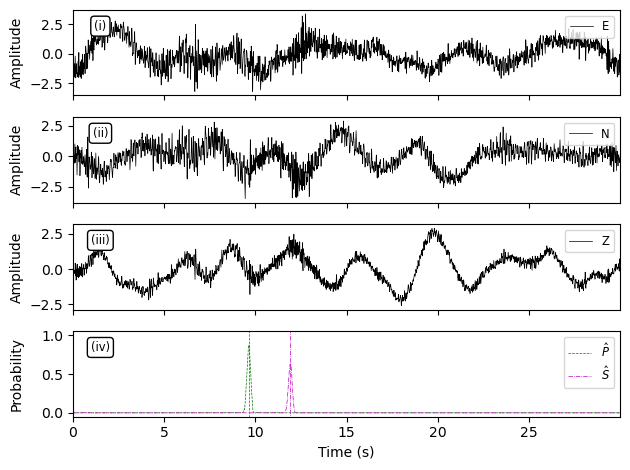 Amplitude
2.5
0.0
−2.5
(i)
E
Amplitude
2.5
0.0
−2.5
(ii)
N
Amplitude
2.5
0.0
−2.5
(iii)
Z
Probability
1.0
0.5
0.0
(iv)
P̂
Ŝ
0 5 10 15 20 25
Time (s)